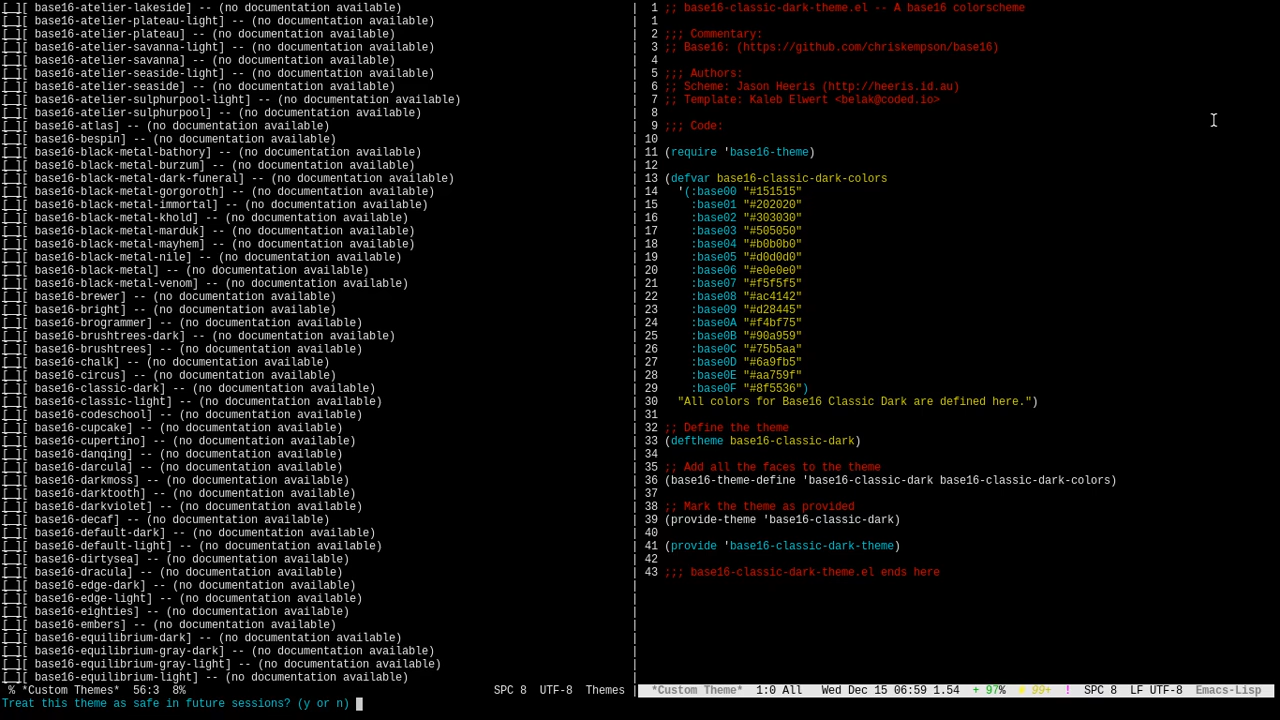 [ ][ base16-atelier-lakeside] -- (no documentation available)
[ ][ base16-atelier-plateau-light] -- (no documentation available)
[ ][ base16-atelier-plateau] -- (no documentation available)
[ ][ base16-atelier-savanna-light] -- (no documentation available)
[ ][ base16-atelier-savanna] -- (no documentation available)
[ ][ base16-atelier-seaside-light] -- (no documentation available)
[ ][ base16-atelier-seaside] -- (no documentation available)
[ ][ base16-atelier-sulphurpool-light] -- (no documentation available)
[ ][ base16-atelier-sulphurpool] -- (no documentation available)
[ ][ base16-atlas] -- (no documentation available)
[ ][ base16-bespin] -- (no documentation available)
[ ][ base16-black-metal-bathory] -- (no documentation available)
[ ][ base16-black-metal-burzum] -- (no documentation available)
[ ][ base16-black-metal-dark-funeral] -- (no documentation available)
[ ][ base16-black-metal-gorgoroth] -- (no documentation available)
[ ][ base16-black-metal-immortal] -- (no documentation available)
[ ][ base16-black-metal-khold] -- (no documentation available)
[ ][ base16-black-metal-marduk] -- (no documentation available)
[ ][ base16-black-metal-mayhem] -- (no documentation available)
[ ][ base16-black-metal-nile] -- (no documentation available)
[ ][ base16-black-metal] -- (no documentation available)
[ ][ base16-black-metal-venom] -- (no documentation available)
[ ][ base16-brewer] -- (no documentation available)
[ ][ base16-bright] -- (no documentation available)
[ ][ base16-brogrammer] -- (no documentation available)
[ ][ base16-brushtrees-dark] -- (no documentation available)
[ ][ base16-brushtrees] -- (no documentation available)
[ ][ base16-chalk] -- (no documentation available)
[ ][ base16-circus] -- (no documentation available)
[ ][ base16-classic-dark] -- (no documentation available)
[ ][ base16-classic-light] -- (no documentation available)
[ ][ base16-codeschool] -- (no documentation available)
[ ][ base16-cupcake] -- (no documentation available)
[ ][ base16-cupertino] -- (no documentation available)
[ ][ base16-danqing] -- (no documentation available)
[ ][ base16-darcula] -- (no documentation available)
[ ][ base16-darkmoss] -- (no documentation available)
[ ][ base16-darktooth] -- (no documentation available)
[ ][ base16-darkviolet] -- (no documentation available)
[ ][ base16-decaf] -- (no documentation available)
[ ][ base16-default-dark] -- (no documentation available)
[ ][ base16-default-light] -- (no documentation available)
[ ][ base16-dirtysea] -- (no documentation available)
[ ][ base16-dracula] -- (no documentation available)
[ ][ base16-edge-dark] -- (no documentation available)
[ ][ base16-edge-light] -- (no documentation available)
[ ][ base16-eighties] -- (no documentation available)
[ ][ base16-embers] -- (no documentation available)
[ ][ base16-equilibrium-dark] -- (no documentation available)
[ ][ base16-equilibrium-gray-dark] -- (no documentation available)
[ ][ base16-equilibrium-gray-light] -- (no documentation available)
[ ][ base16-equilibrium-light] -- (no documentation available)
% *Custom Themes*  56:3  8%  SPC 8  UTF-8  Themes
1 ;; base16-classic-dark-theme.el -- A base16 colorscheme
1
2 ;;; Commentary:
3 ;; Base16: (https://github.com/chriskempson/base16)
4
5 ;;; Authors:
6 ;; Scheme: Jason Heeris (http://heeris.id.au)
7 ;; Template: Kaleb Elwert <belak@coded.io>
8
9 ;;; Code:
10
11 (require 'base16-theme)
12
13 (defvar base16-classic-dark-colors
14   '(:base00 "#151515"
15     :base01 "#202020"
16     :base02 "#303030"
17     :base03 "#505050"
18     :base04 "#b0b0b0"
19     :base05 "#d0d0d0"
20     :base06 "#e0e0e0"
21     :base07 "#f5f5f5"
22     :base08 "#ac4142"
23     :base09 "#d28445"
24     :base0A "#f4bf75"
25     :base0B "#90a959"
26     :base0C "#75b5aa"
27     :base0D "#6a9fb5"
28     :base0E "#aa759f"
29     :base0F "#8f5536")
30   "All colors for Base16 Classic Dark are defined here.")
31
32 ;; Define the theme
33 (deftheme base16-classic-dark)
34
35 ;; Add all the faces to the theme
36 (base16-theme-define 'base16-classic-dark base16-classic-dark-colors)
37
38 ;; Mark the theme as provided
39 (provide-theme 'base16-classic-dark)
40
41 (provide 'base16-classic-dark-theme)
42
43 ;;; base16-classic-dark-theme.el ends here
*Custom Theme*  1:0 All  Wed Dec 15 06:59 1.54  + 97%  99+  !  SPC 8  LF UTF-8  Emacs-Lisp
Treat this theme as safe in future sessions? (y or n)